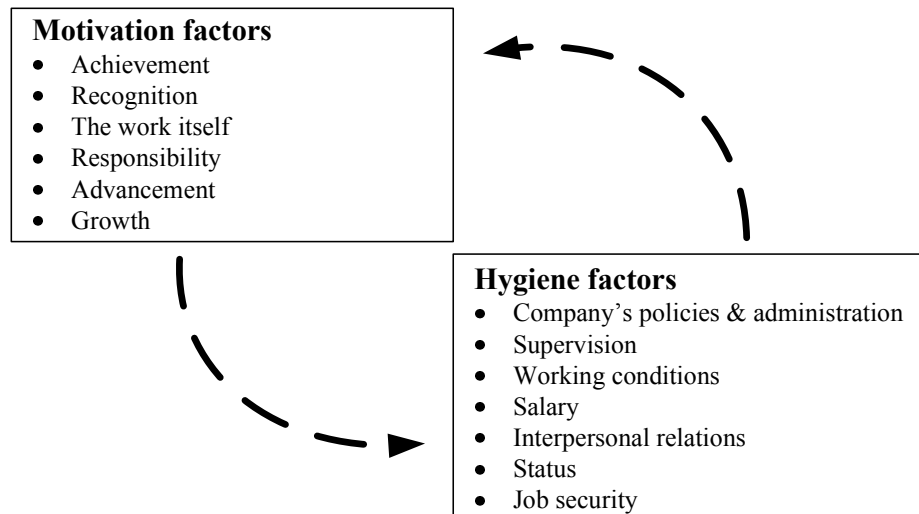 Motivation factors
• Achievement
• Recognition
• The work itself
• Responsibility
• Advancement
• Growth
Hygiene factors
• Company’s policies & administration
• Supervision
• Working conditions
• Salary
• Interpersonal relations
• Status
• Job security